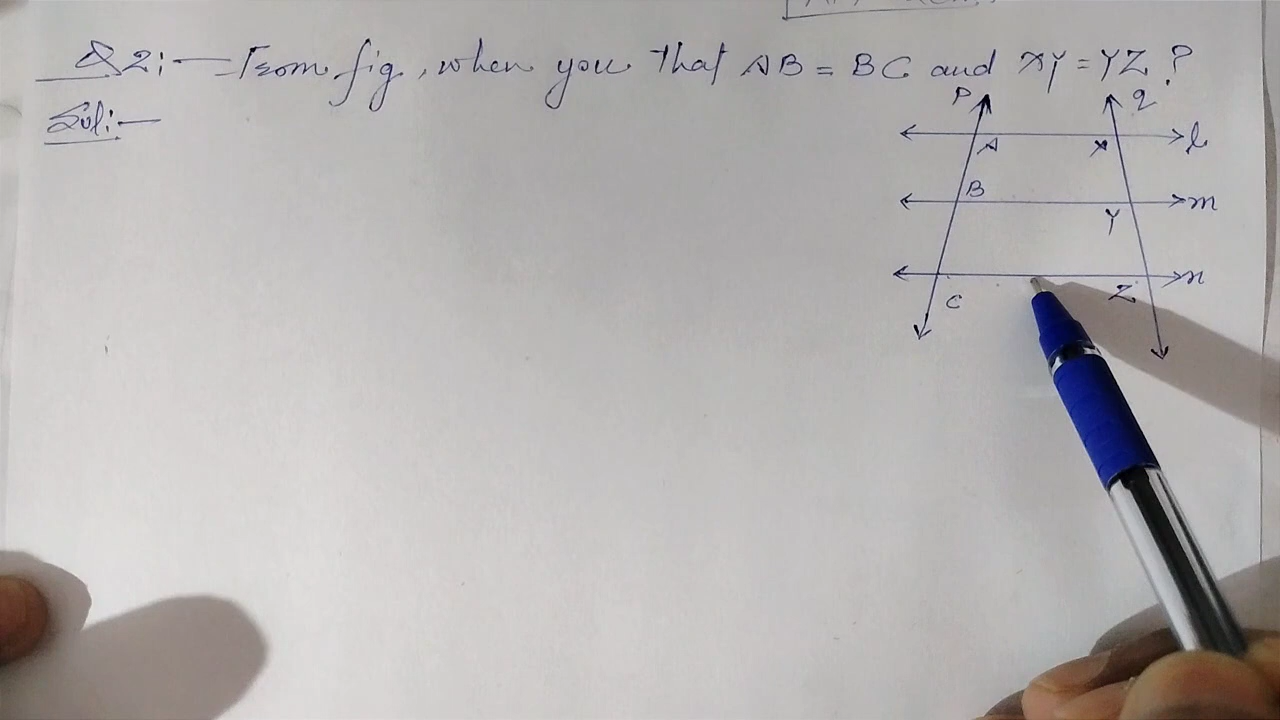 Q2:— From fig, when you that AB = BC and XY = YZ ?
Sol:—
P q
A X l
B Y m
C Z n